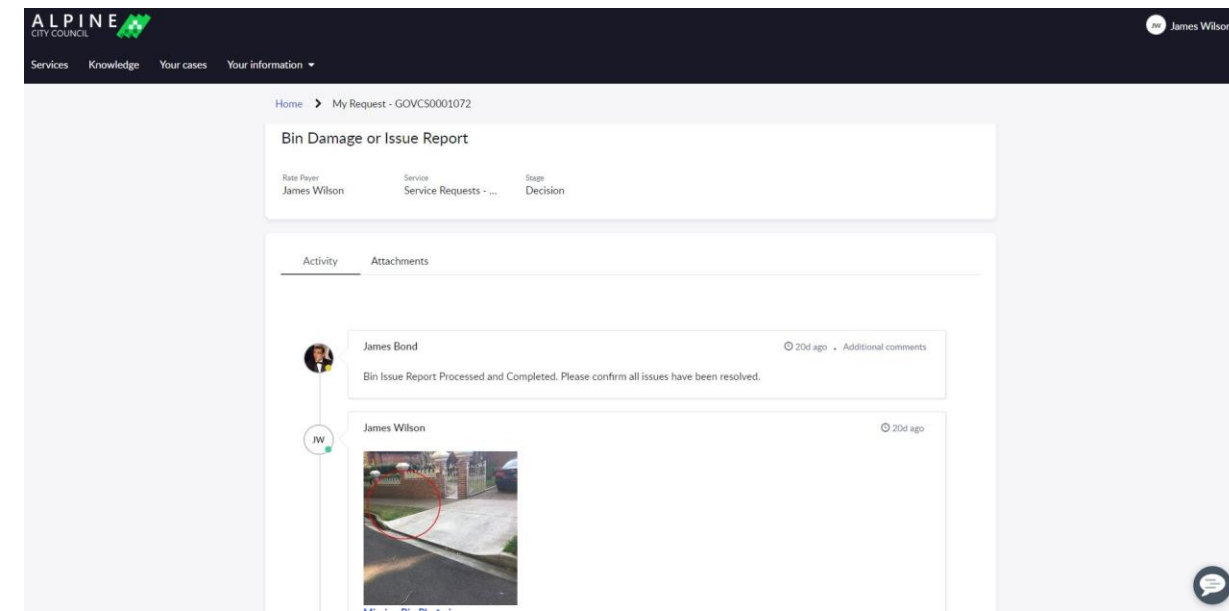 ALPINE
CITY COUNCIL
JW James Wilson
Services Knowledge Your cases Your information
Home > My Request - GOVCS0001072
Bin Damage or Issue Report
Rate Payer Service Stage
James Wilson Service Requests - ... Decision
Activity Attachments
James Bond 20d ago . Additional comments
Bin Issue Report Processed and Completed. Please confirm all issues have been resolved.
JW James Wilson 20d ago